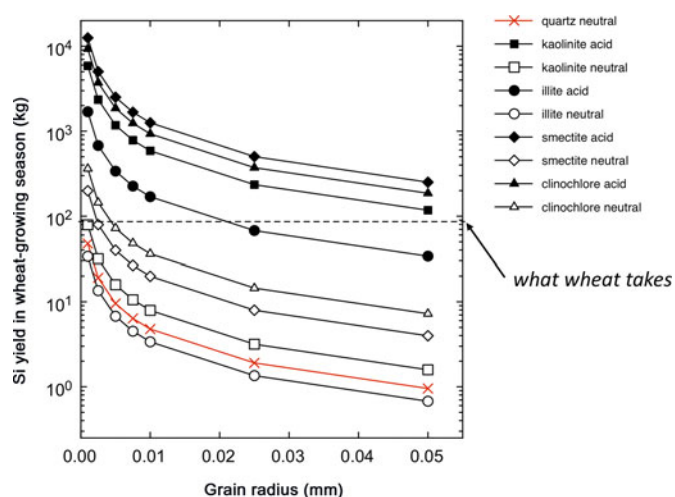 Si yield in wheat-growing season (kg)
10⁴
10³
10²
10¹
10⁰
0.00 0.01 0.02 0.03 0.04 0.05
Grain radius (mm)
quartz neutral
kaolinite acid
kaolinite neutral
illite acid
illite neutral
smectite acid
smectite neutral
clinochlore acid
clinochlore neutral
what wheat takes